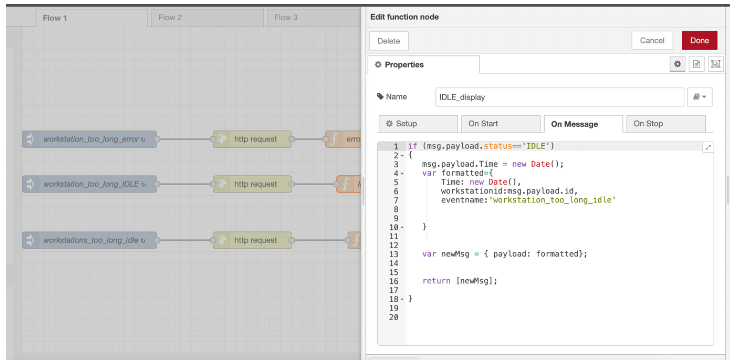 Flow 1
Flow 2
Flow 3
workstation_too_long_error ↻
http request
erro
workstation_too_long_IDLE ↻
http request
workstations_too_long_idle ↻
http request
Edit function node
Delete
Cancel
Done
Properties
Name
IDLE_display
Setup
On Start
On Message
On Stop
1 if (msg.payload.status=='IDLE')
2 {
3 msg.payload.Time = new Date();
4 var formatted={
5 Time: new Date(),
6 workstationid:msg.payload.id,
7 eventname:'workstation_too_long_idle'
8
9
10 }
11
12
13 var newMsg = { payload: formatted};
14
15
16 return [newMsg];
17
18 }
19
20